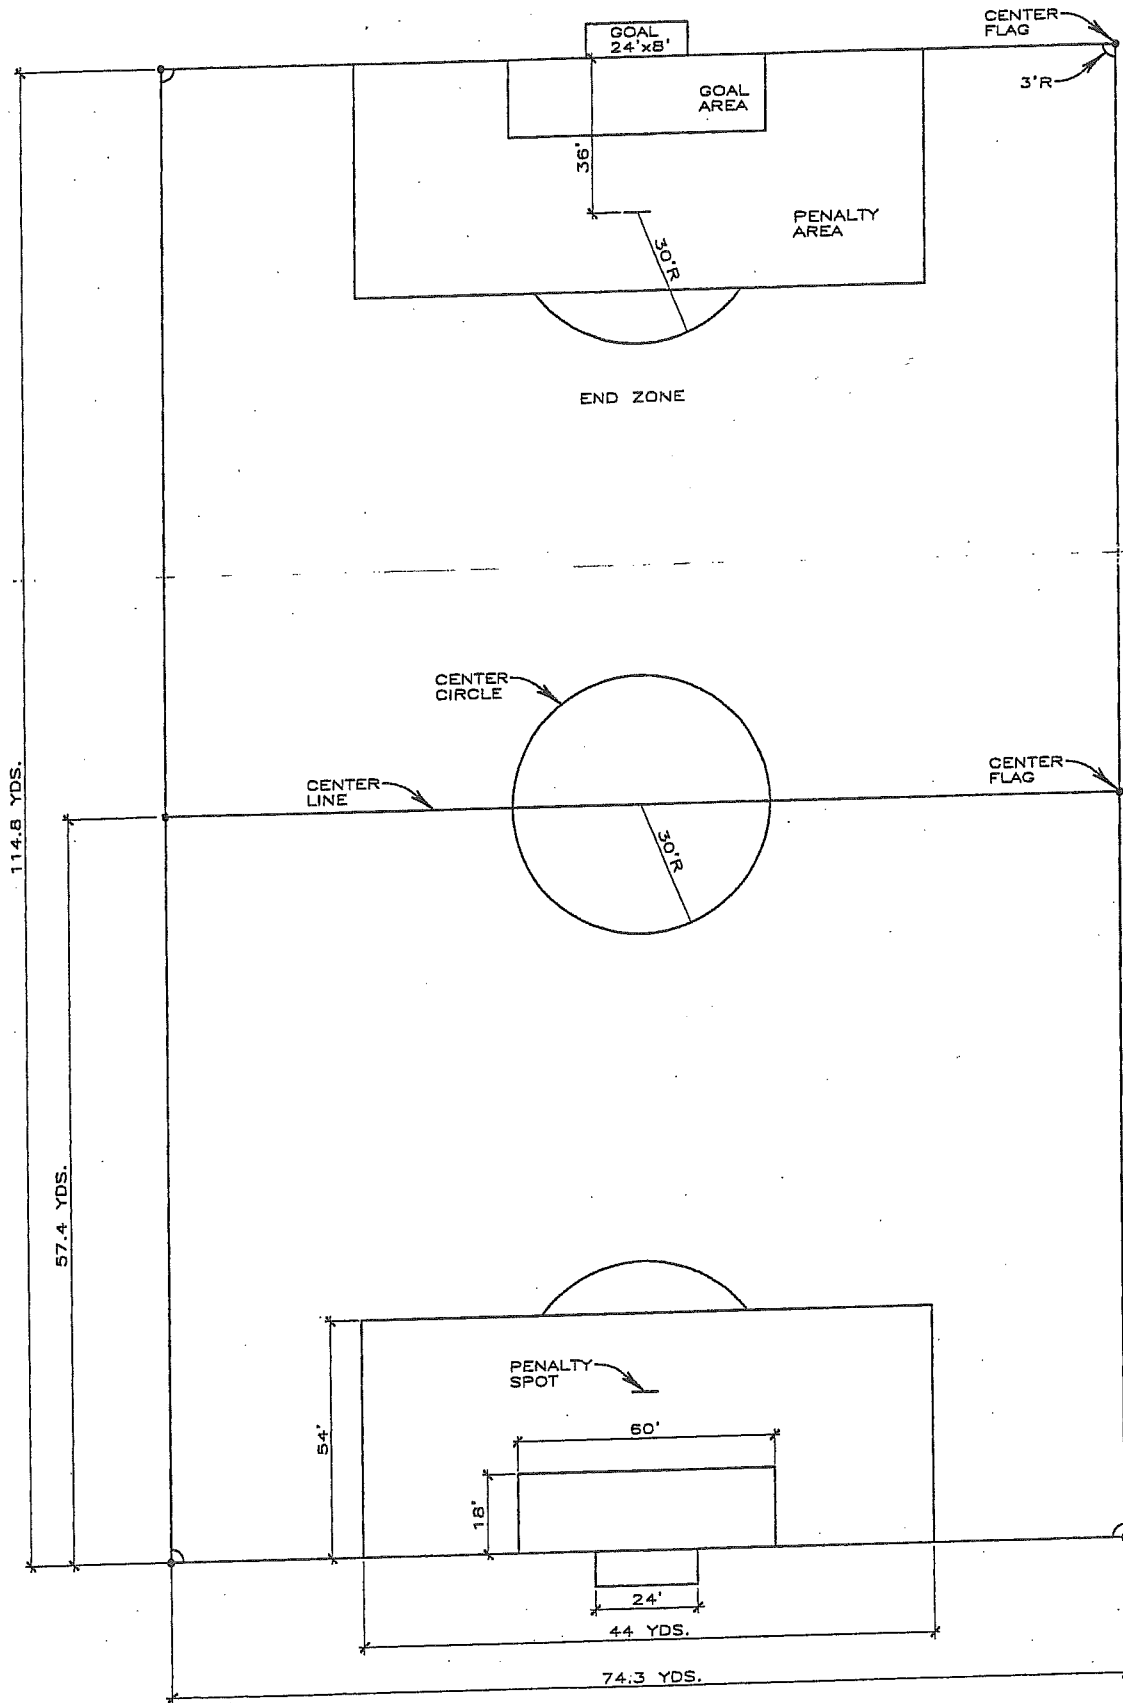 CENTER
FLAG
GOAL
24'x8'
3'R
GOAL
AREA
36'
PENALTY
AREA
30'R
END ZONE
CENTER
CIRCLE
CENTER
LINE
CENTER
FLAG
114.8 YDS.
30'R
57.4 YDS.
PENALTY
SPOT
54'
60'
18'
24'
44 YDS.
74.3 YDS.